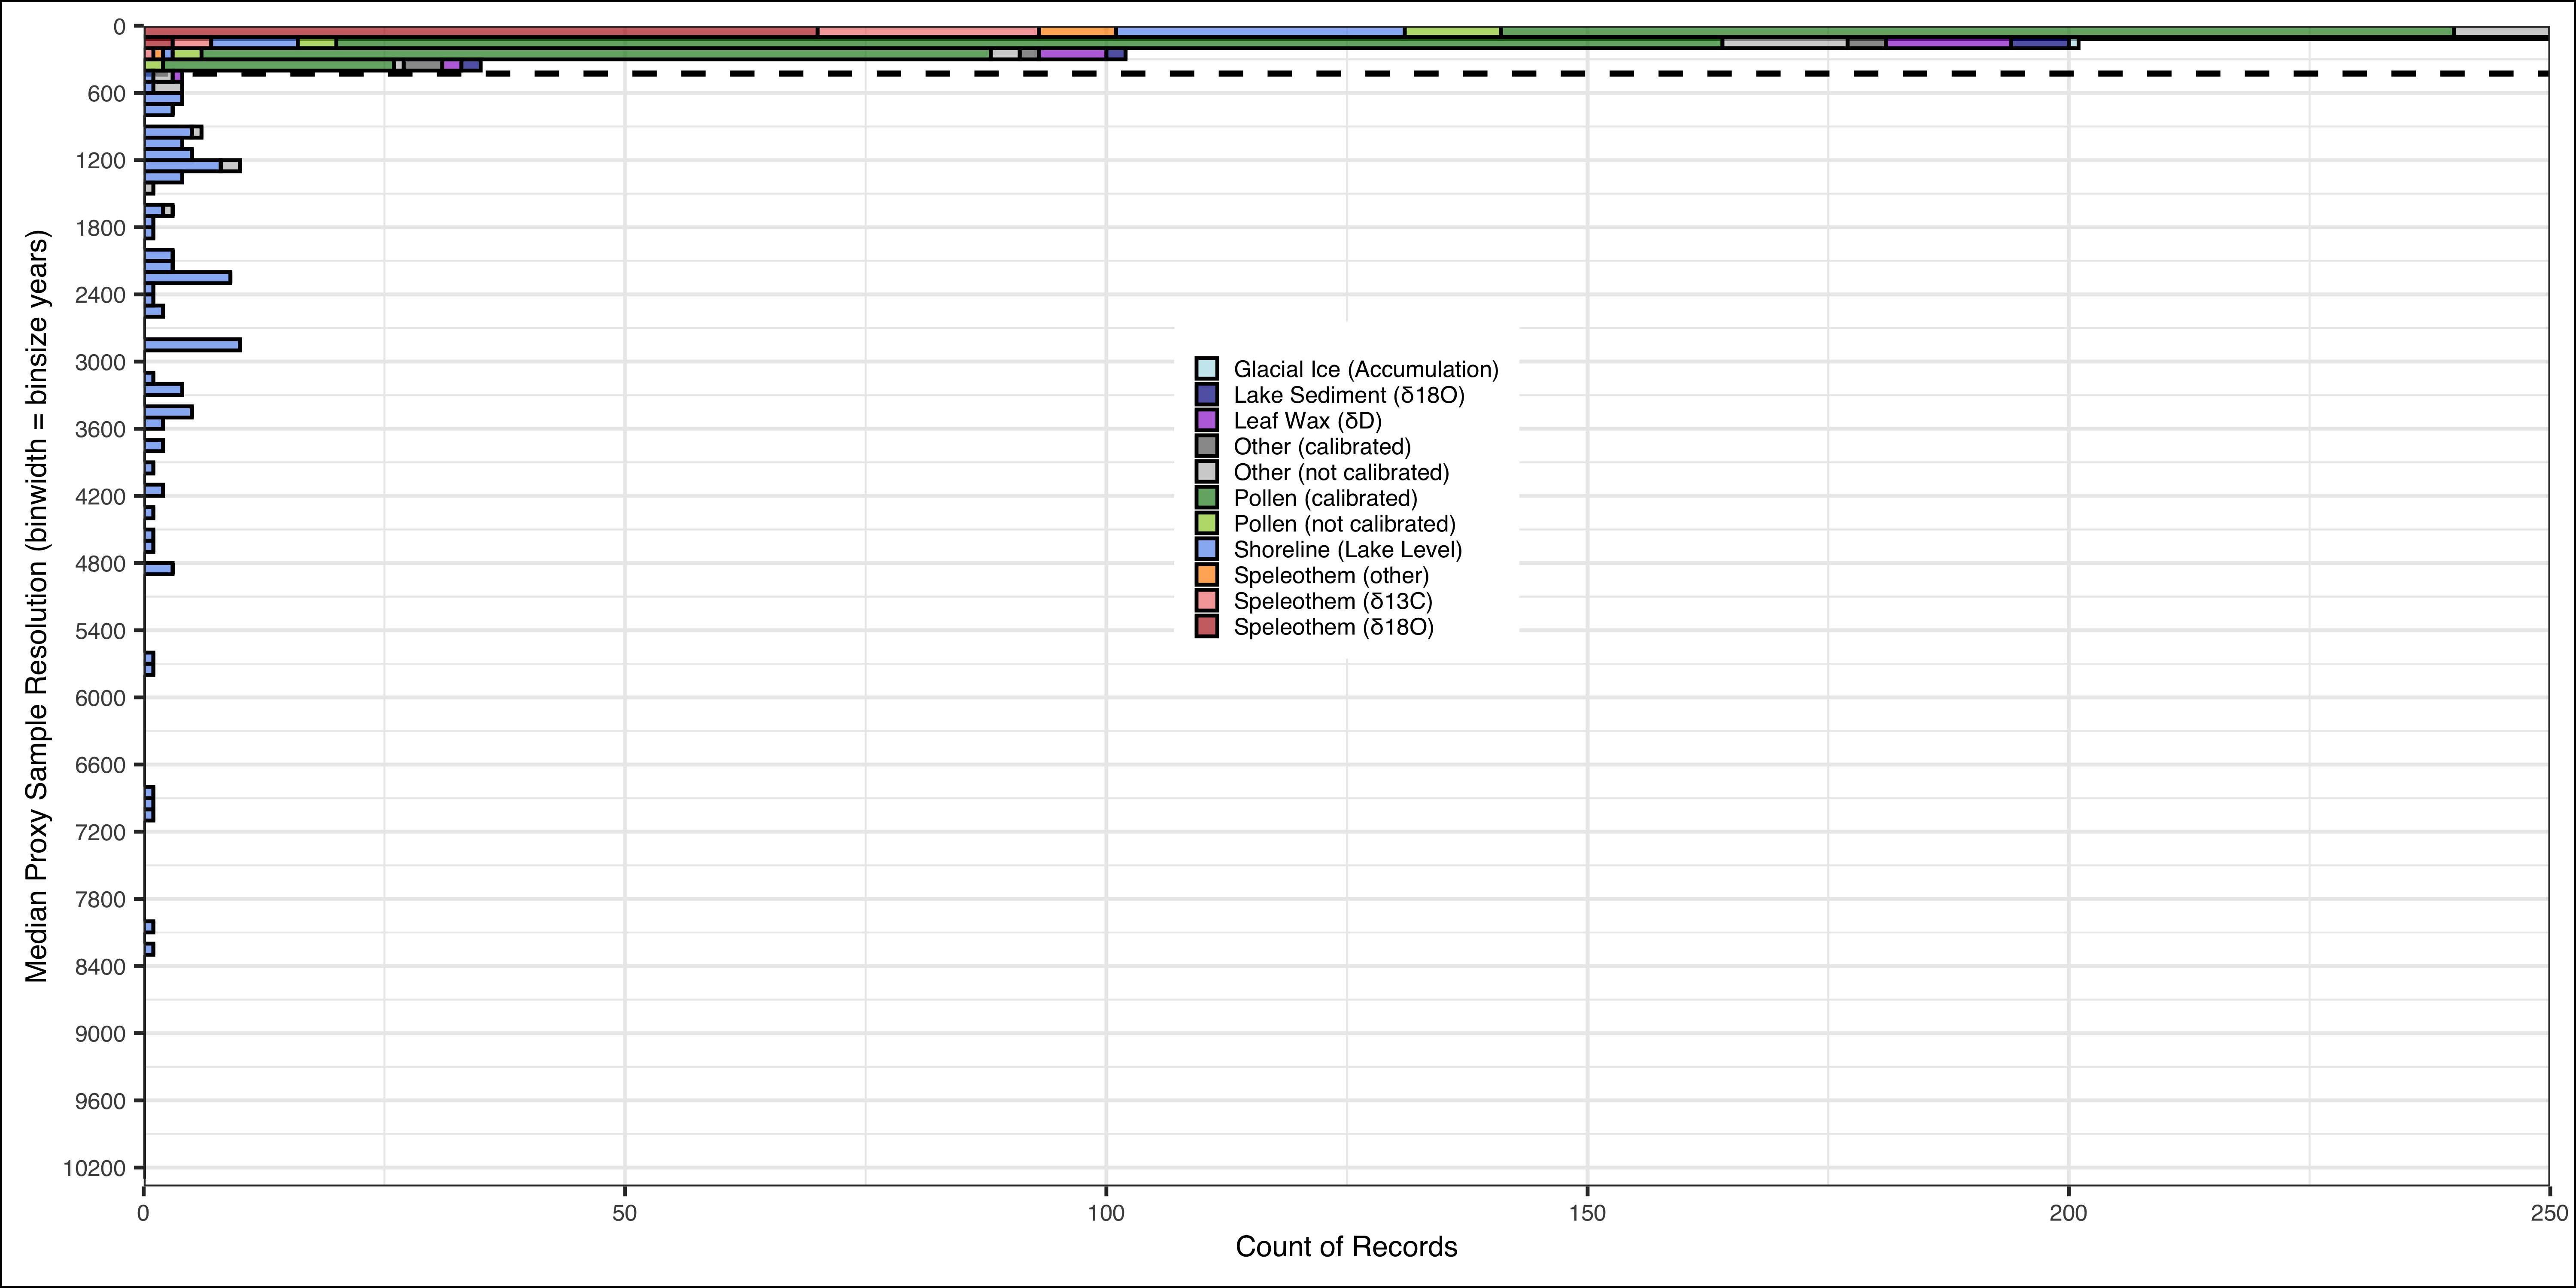 Median Proxy Sample Resolution (binwidth = binsize years)
0
600
1200
1800
2400
3000
3600
4200
4800
5400
6000
6600
7200
7800
8400
9000
9600
10200
Glacial Ice (Accumulation)
Lake Sediment (δ18O)
Leaf Wax (δD)
Other (calibrated)
Other (not calibrated)
Pollen (calibrated)
Pollen (not calibrated)
Shoreline (Lake Level)
Speleothem (other)
Speleothem (δ13C)
Speleothem (δ18O)
0 50 100 150 200 250
Count of Records